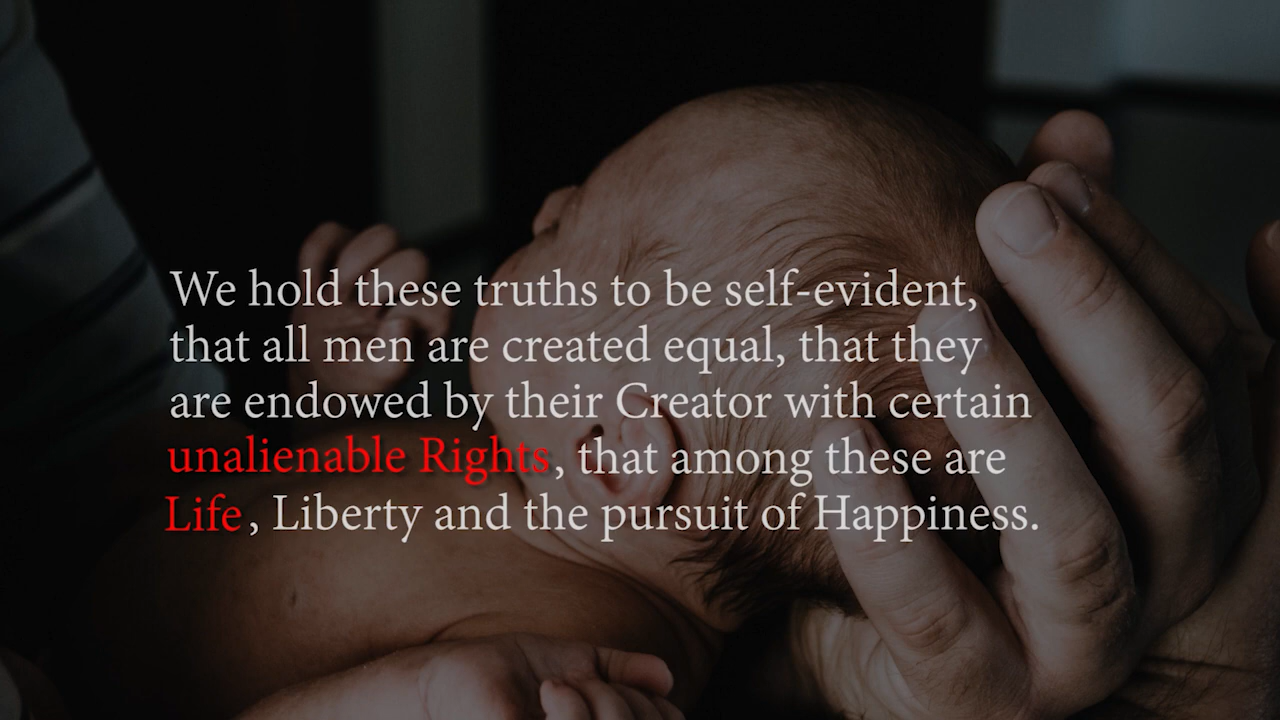 We hold these truths to be self-evident,
that all men are created equal, that they
are endowed by their Creator with certain
unalienable Rights, that among these are
Life, Liberty and the pursuit of Happiness.